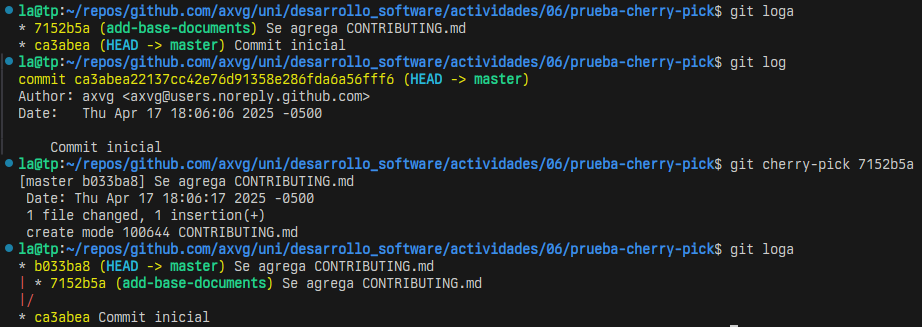 la@tp:~/repos/github.com/axvg/uni/desarrollo_software/actividades/06/prueba-cherry-pick$ git loga
* 7152b5a (add-base-documents) Se agrega CONTRIBUTING.md
* ca3abea (HEAD -> master) Commit inicial
la@tp:~/repos/github.com/axvg/uni/desarrollo_software/actividades/06/prueba-cherry-pick$ git log
commit ca3abea22137cc42e76d91358e286fda6a56fff6 (HEAD -> master)
Author: axvg <axvg@users.noreply.github.com>
Date:   Thu Apr 17 18:06:06 2025 -0500
    Commit inicial
la@tp:~/repos/github.com/axvg/uni/desarrollo_software/actividades/06/prueba-cherry-pick$ git cherry-pick 7152b5a
[master b033ba8] Se agrega CONTRIBUTING.md
 Date: Thu Apr 17 18:06:17 2025 -0500
 1 file changed, 1 insertion(+)
 create mode 100644 CONTRIBUTING.md
la@tp:~/repos/github.com/axvg/uni/desarrollo_software/actividades/06/prueba-cherry-pick$ git loga
* b033ba8 (HEAD -> master) Se agrega CONTRIBUTING.md
| * 7152b5a (add-base-documents) Se agrega CONTRIBUTING.md
|/
* ca3abea Commit inicial